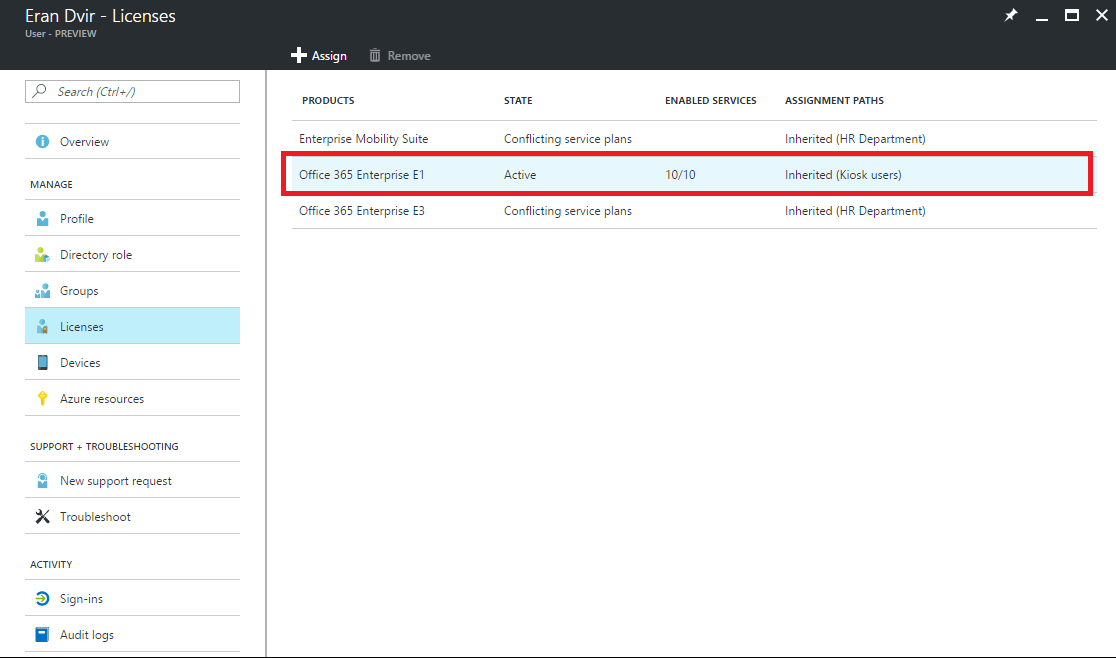 Eran Dvir - Licenses
User - PREVIEW
Assign Remove
Search (Ctrl+/)
Overview
MANAGE
Profile
Directory role
Groups
Licenses
Devices
Azure resources
SUPPORT + TROUBLESHOOTING
New support request
Troubleshoot
ACTIVITY
Sign-ins
Audit logs
PRODUCTS STATE ENABLED SERVICES ASSIGNMENT PATHS
Enterprise Mobility Suite Conflicting service plans Inherited (HR Department)
Office 365 Enterprise E1 Active 10/10 Inherited (Kiosk users)
Office 365 Enterprise E3 Conflicting service plans Inherited (HR Department)